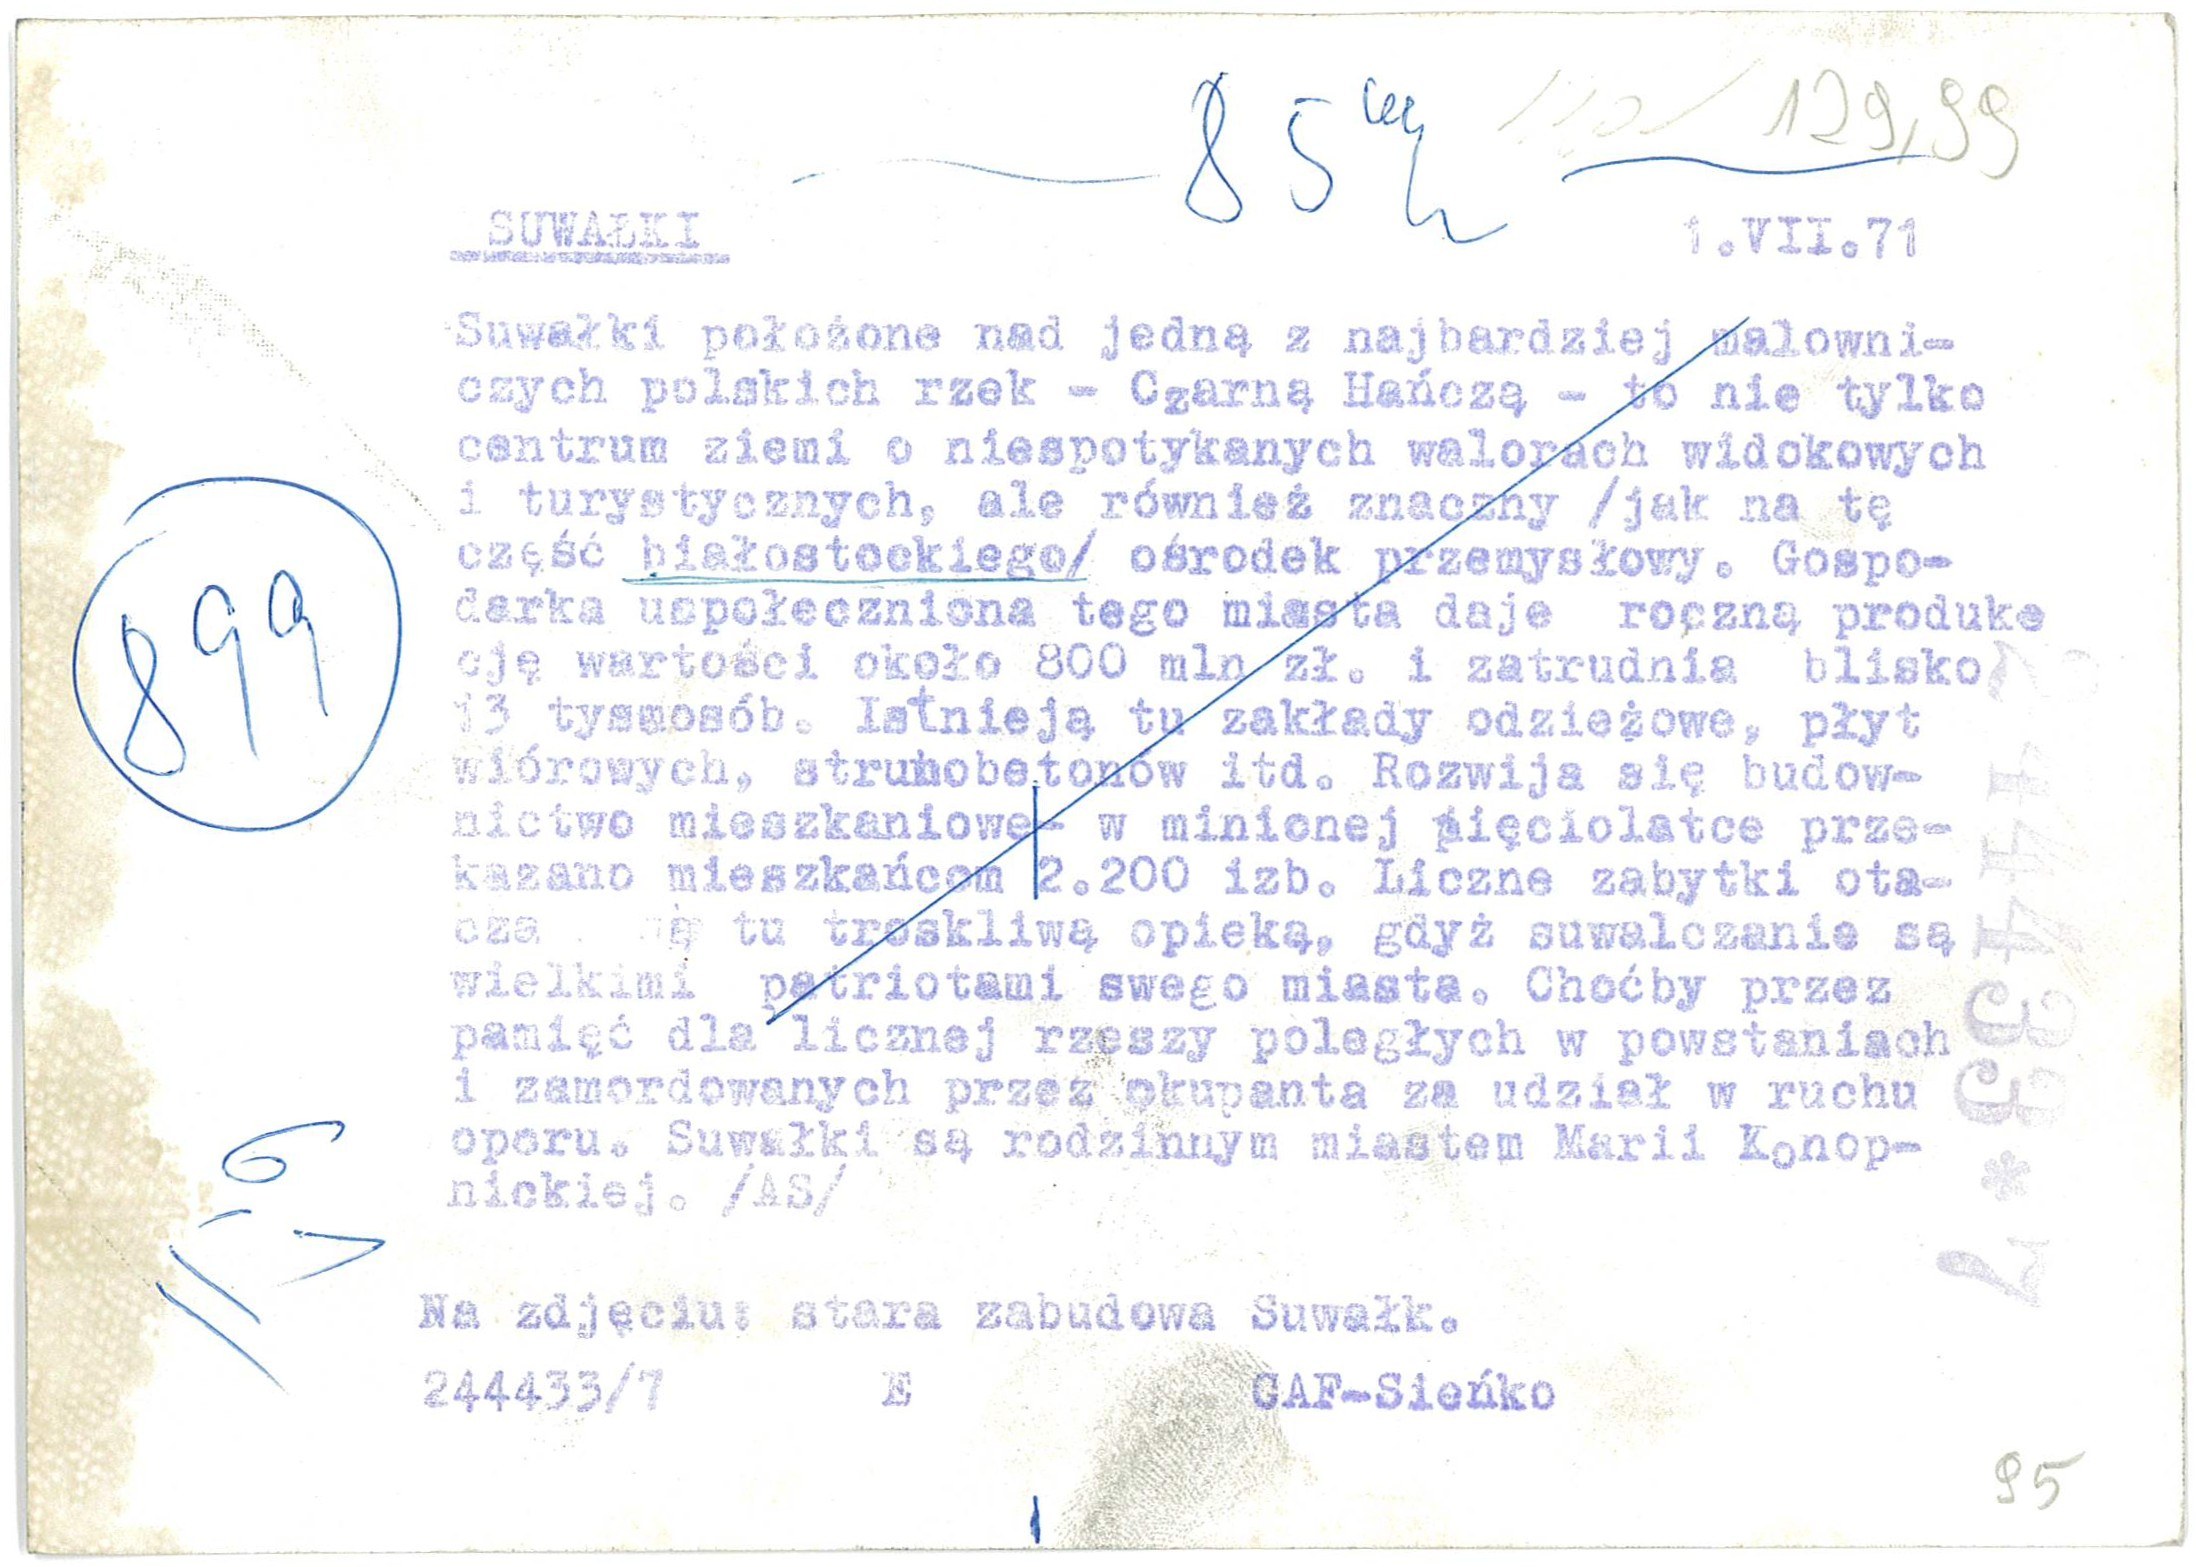 129,99
85
SUWAŁKI
1.VII.71
Suwałki położone nad jedną z najbardziej malowni-
czych polskich rzek - Czarną Hańczą - to nie tylko
centrum ziemi o niespotykanych walorach widokowych
i turystycznych, ale również znaczny /jak na tę
część białostockiego/ ośrodek przemysłowy. Gospo-
darka uspołeczniona tego miasta daje roczną produkc
cję wartości około 800 mln zł. i zatrudnia blisko
13 tys. osób. Istnieją tu zakłady odzieżowe, płyt
wiórowych, strunobetonów itd. Rozwija się budow-
nictwo mieszkaniowe- w minionej pięciolatce prze-
kazano mieszkańcom 2.200 izb. Liczne zabytki ota-
cza tu troskliwą opieką, gdyż suwalczanie są
wielkimi patriotami swego miasta. Choćby przez
pamięć dla licznej rzeszy poległych w powstaniach
i zamordowanych przez okupanta za udział w ruchu
oporu. Suwałki są rodzinnym miastem Marii Konop-
nickiej. /AS/
Na zdjęciu: stara zabudowa Suwałk.
244433/7 E CAF-Sieńko
899
95